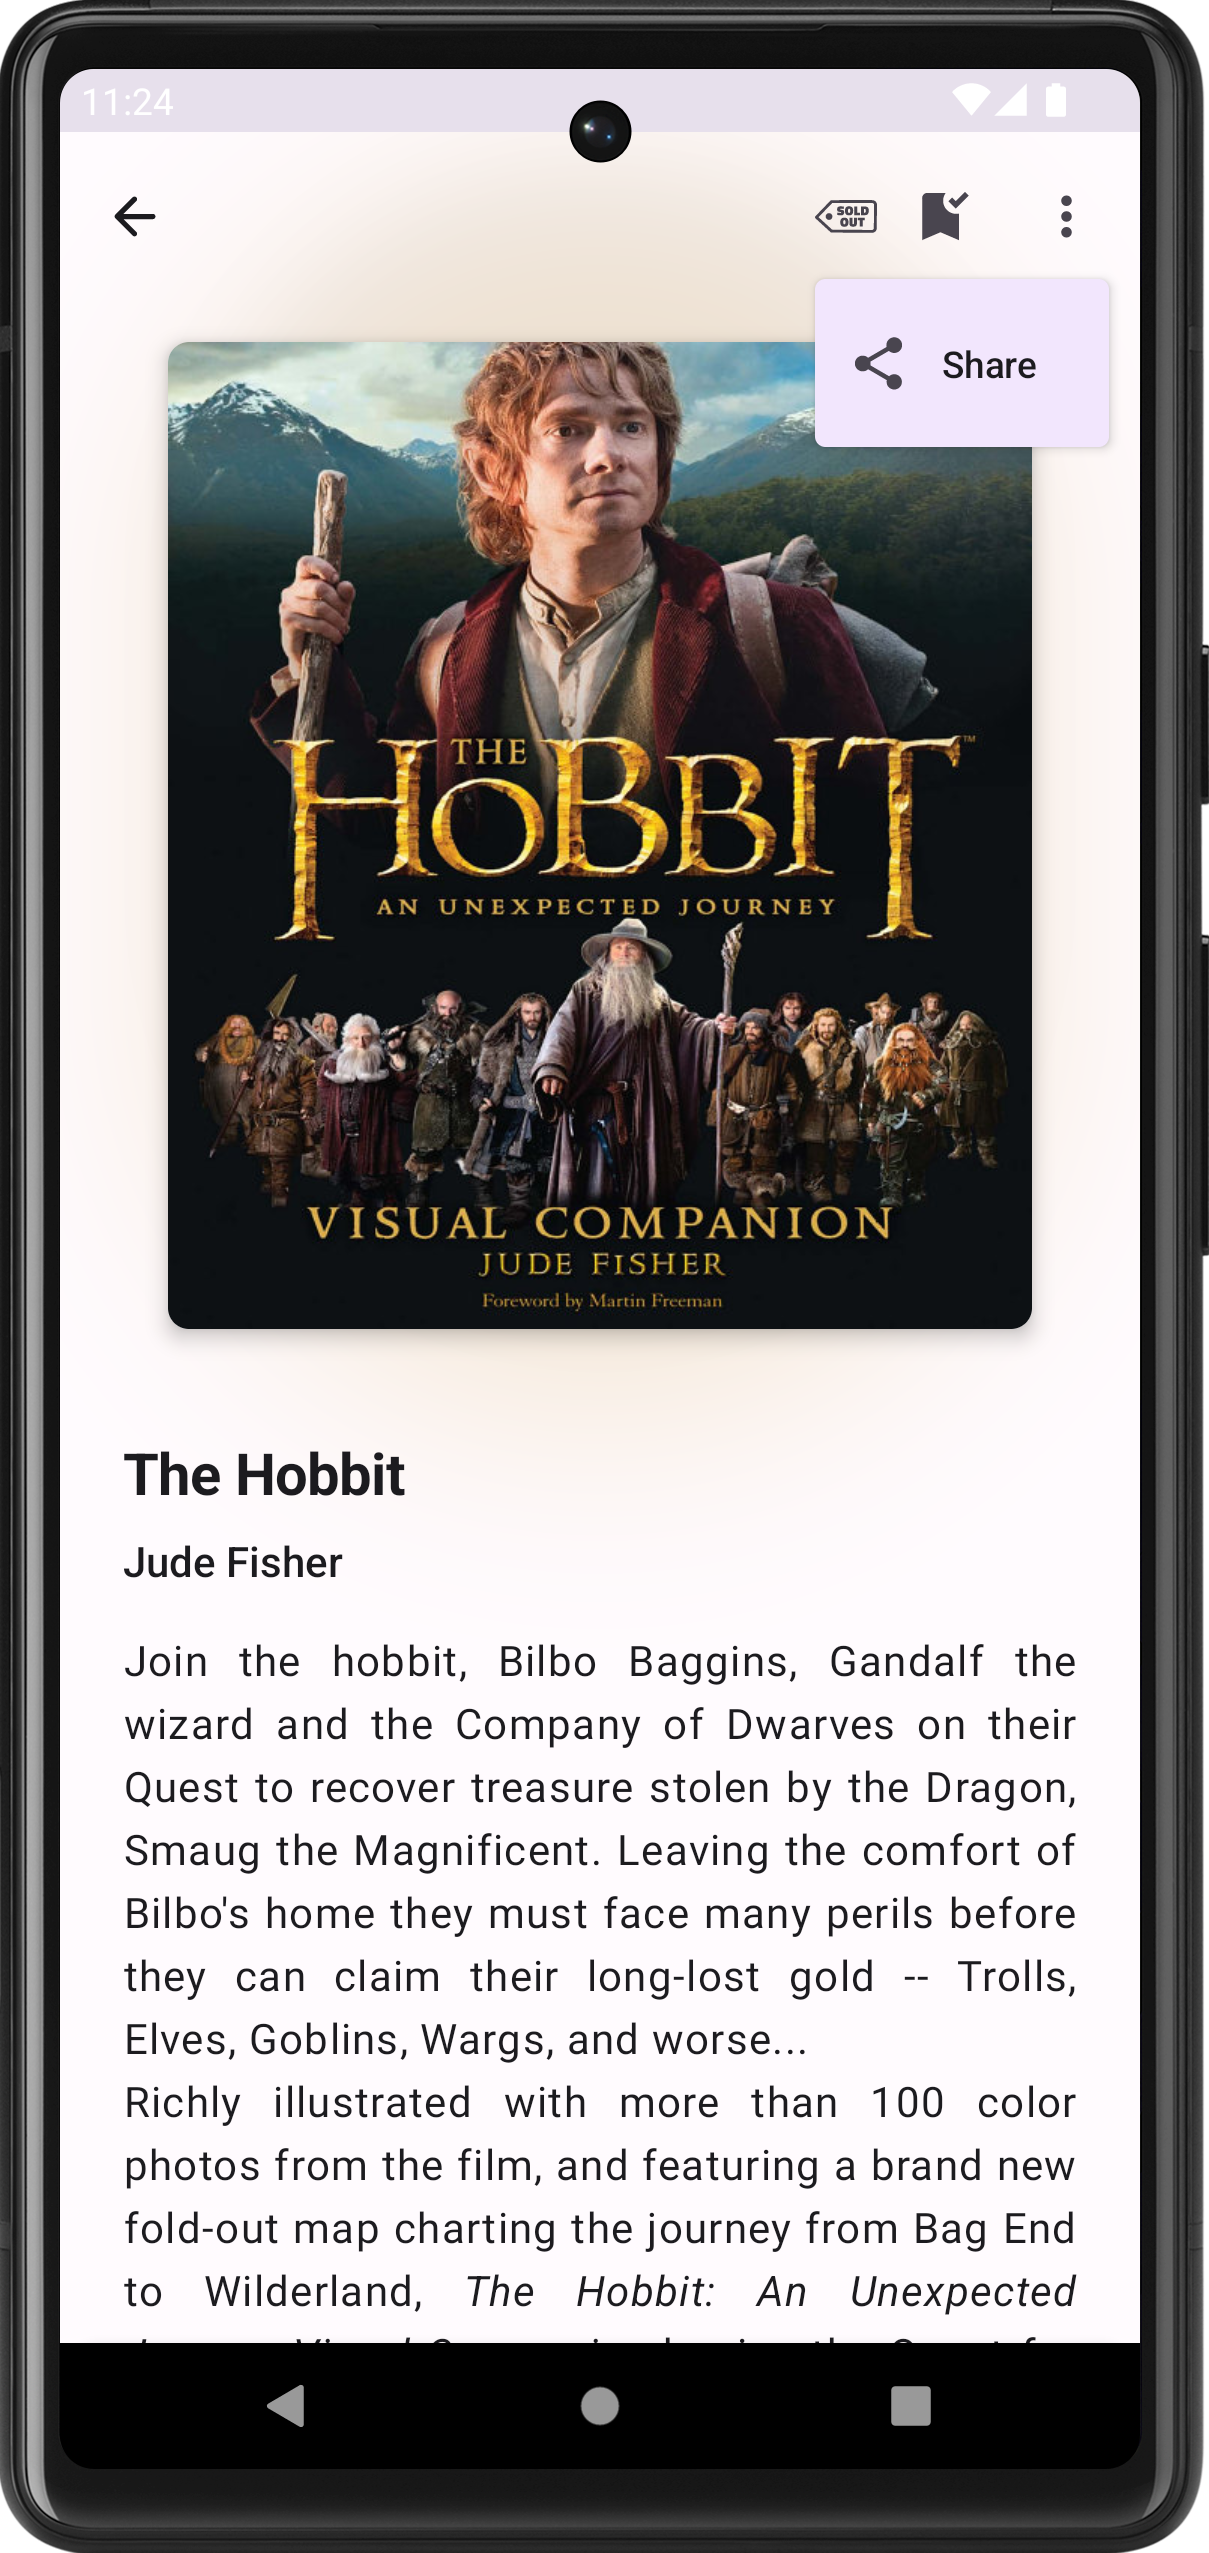 11:24
SOLD
OUT
Share
THE
HOBBIT™
AN UNEXPECTED JOURNEY
VISUAL COMPANION
JUDE FISHER
Foreword by Martin Freeman
The Hobbit
Jude Fisher
Join the hobbit, Bilbo Baggins, Gandalf the
wizard and the Company of Dwarves on their
Quest to recover treasure stolen by the Dragon,
Smaug the Magnificent. Leaving the comfort of
Bilbo's home they must face many perils before
they can claim their long-lost gold -- Trolls,
Elves, Goblins, Wargs, and worse...
Richly illustrated with more than 100 color
photos from the film, and featuring a brand new
fold-out map charting the journey from Bag End
to Wilderland, The Hobbit: An Unexpected